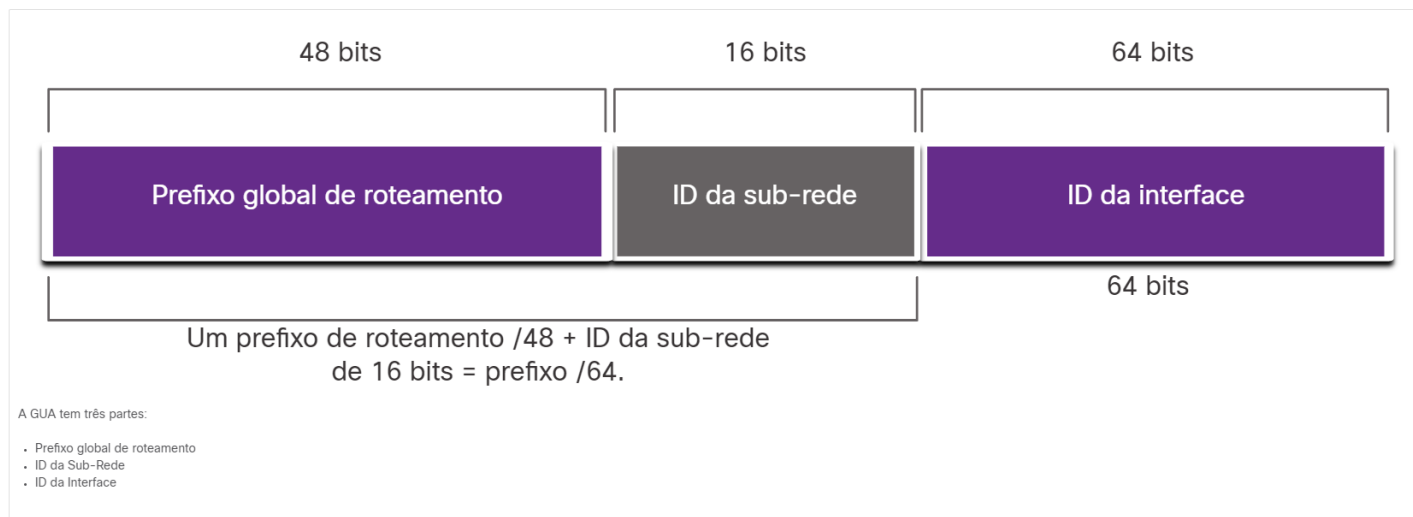 48 bits
16 bits
64 bits
Prefixo global de roteamento
ID da sub-rede
ID da interface
64 bits
Um prefixo de roteamento /48 + ID da sub-rede
de 16 bits = prefixo /64.
A GUA tem três partes:
• Prefixo global de roteamento
• ID da Sub-Rede
• ID da Interface